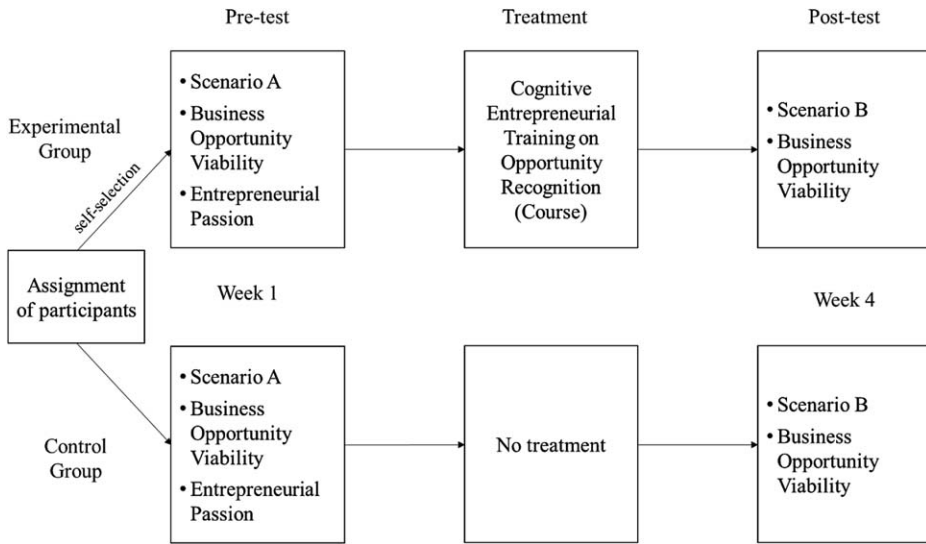 Pre-test
Treatment
Post-test
Experimental
Group
self-selection
• Scenario A
• Business
Opportunity
Viability
• Entrepreneurial
Passion
Cognitive
Entrepreneurial
Training on
Opportunity
Recognition
(Course)
• Scenario B
• Business
Opportunity
Viability
Assignment
of participants
Week 1
Week 4
Control
Group
• Scenario A
• Business
Opportunity
Viability
• Entrepreneurial
Passion
No treatment
• Scenario B
• Business
Opportunity
Viability